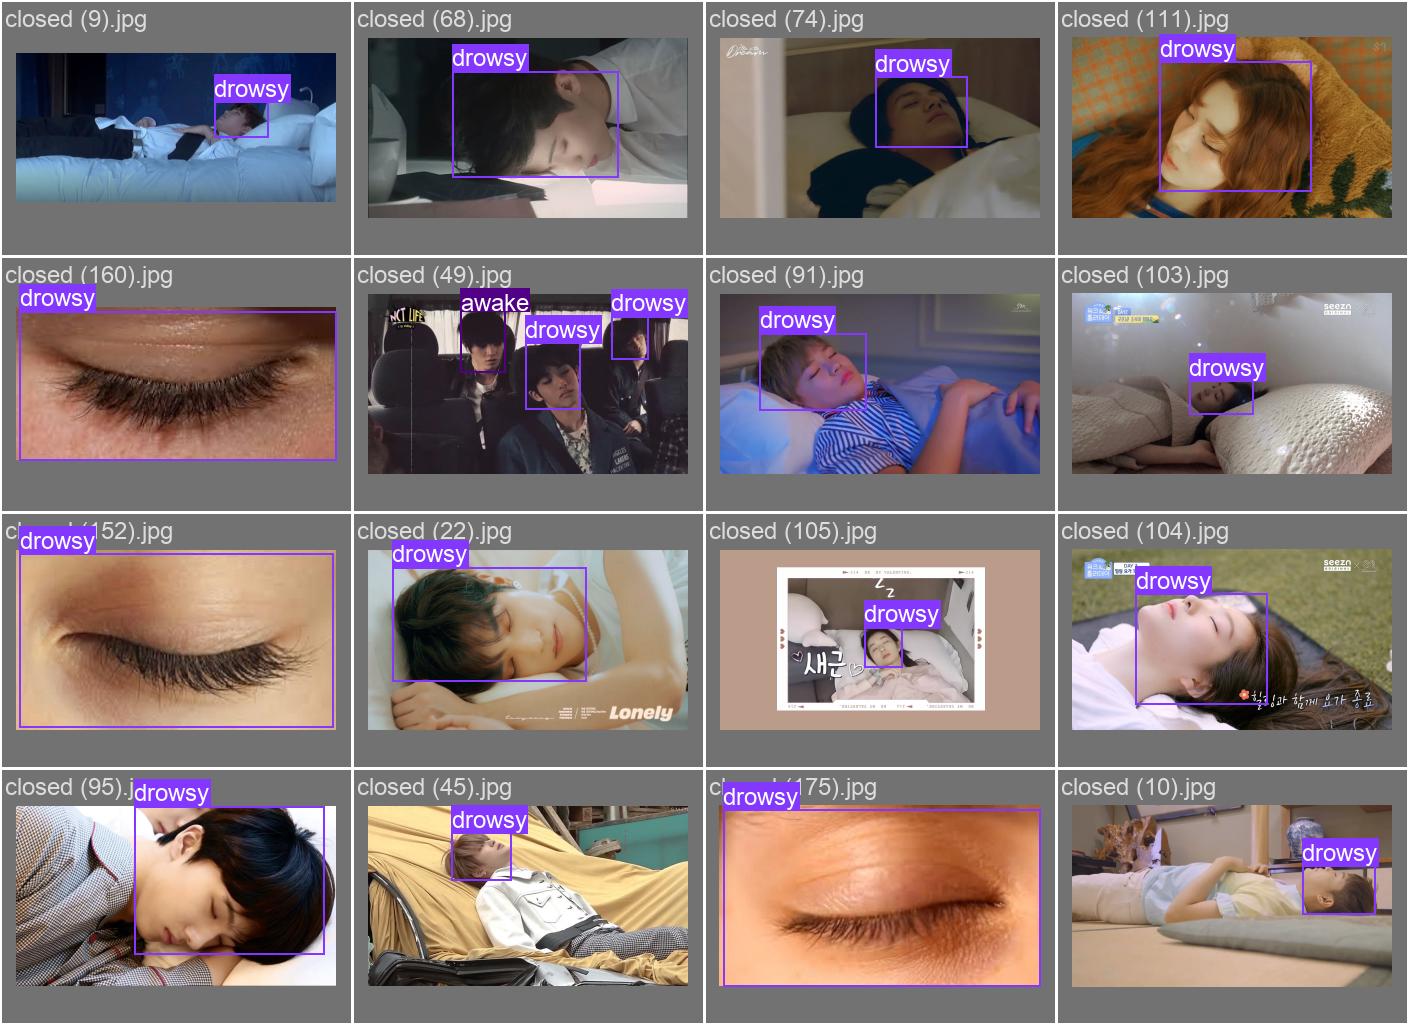 closed (9).jpg
drowsy
closed (68).jpg
drowsy
closed (74).jpg
Dream
drowsy
closed (111).jpg
drowsy
closed (160).jpg
drowsy
closed (49).jpg
NCT LIFE
awake
drowsy
drowsy
closed (91).jpg
drowsy
closed (103).jpg
seezn
drowsy
152).jpg
drowsy
closed (22).jpg
drowsy
Lonely
closed (105).jpg
drowsy
새근
closed (104).jpg
DAY
seezn
drowsy
힐링과 함께 요가 종료
closed (95).j
drowsy
closed (45).jpg
drowsy
175).jpg
drowsy
closed (10).jpg
drowsy